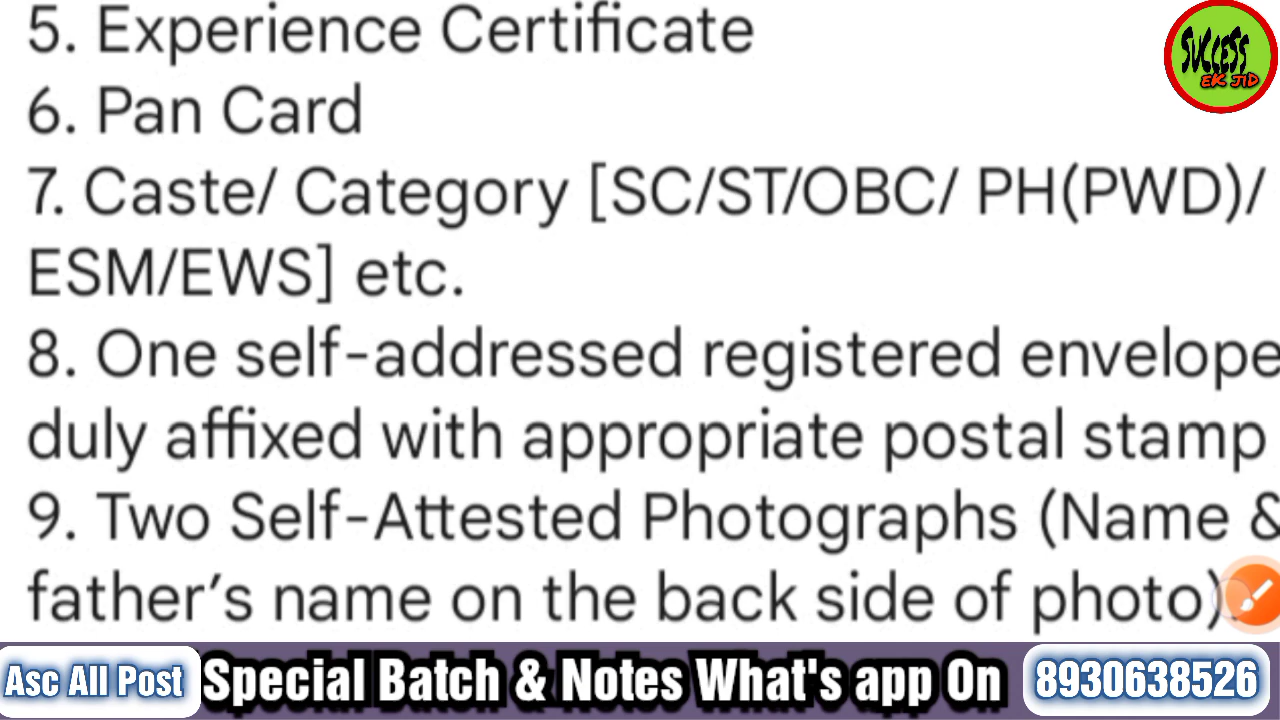 5. Experience Certificate
SUCCESS
EK JID
6. Pan Card
7. Caste/ Category [SC/ST/OBC/ PH(PWD)/
ESM/EWS] etc.
8. One self-addressed registered envelope
duly affixed with appropriate postal stamp
9. Two Self-Attested Photographs (Name &
father’s name on the back side of photo).
Asc All Post Special Batch & Notes What's app On 8930638526